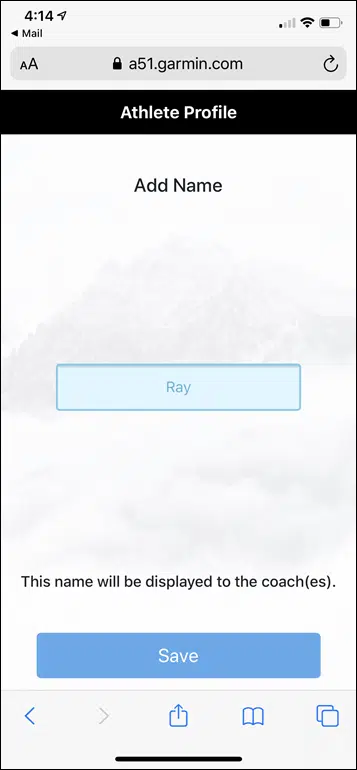 4:14
◀ Mail
AA a51.garmin.com
Athlete Profile
Add Name
Ray
This name will be displayed to the coach(es).
Save